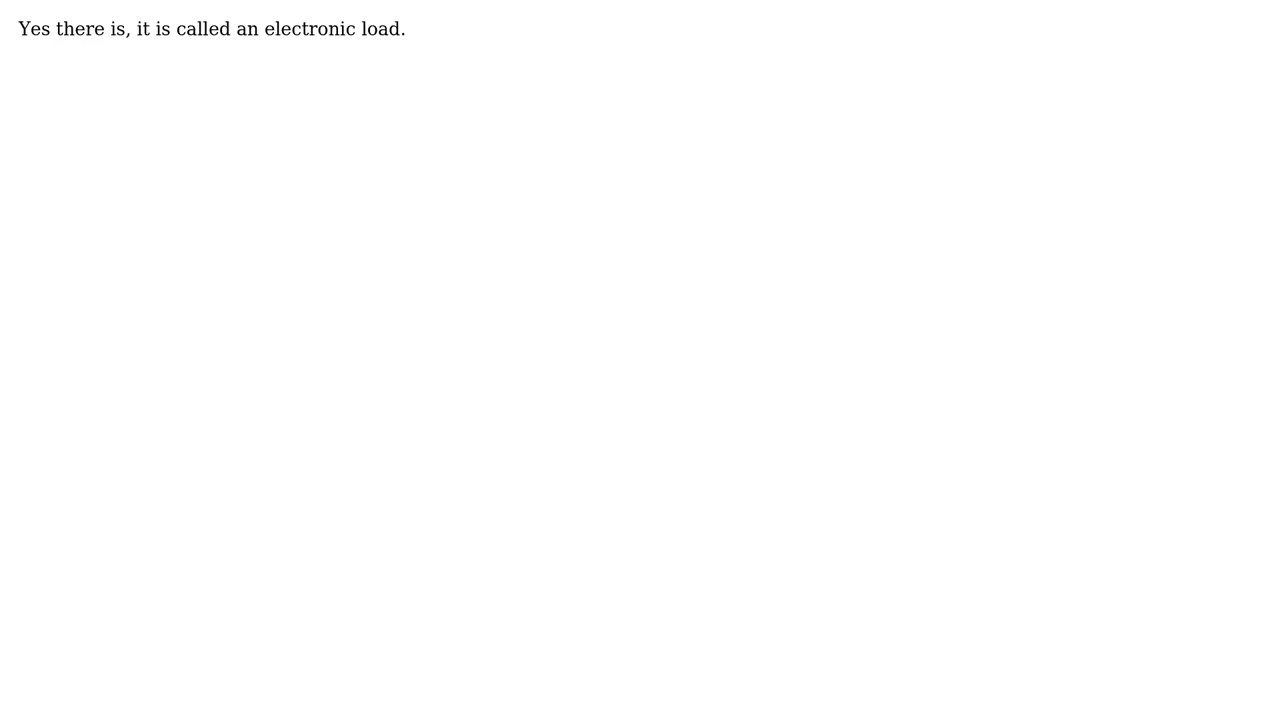 Yes there is, it is called an electronic load.